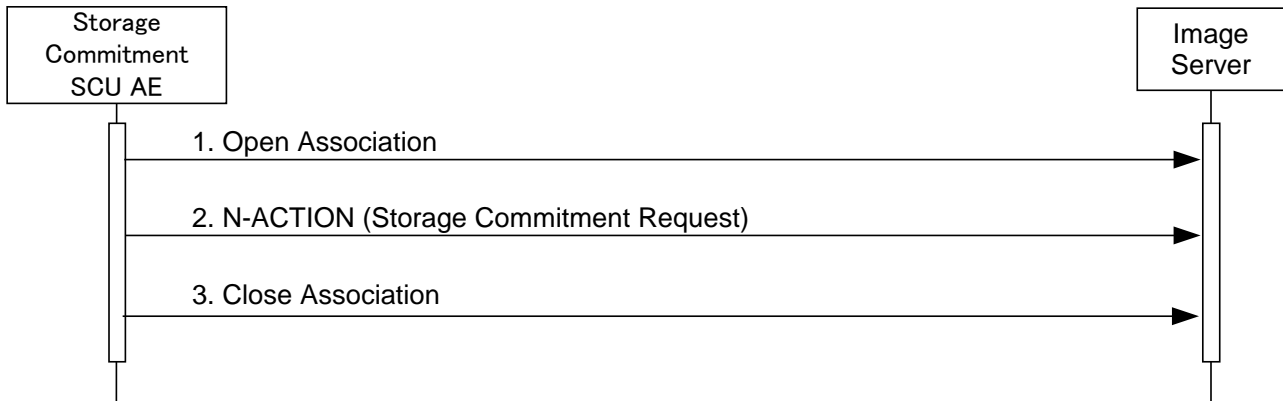 Storage
Commitment
SCU AE
Image
Server
1. Open Association
2. N-ACTION (Storage Commitment Request)
3. Close Association